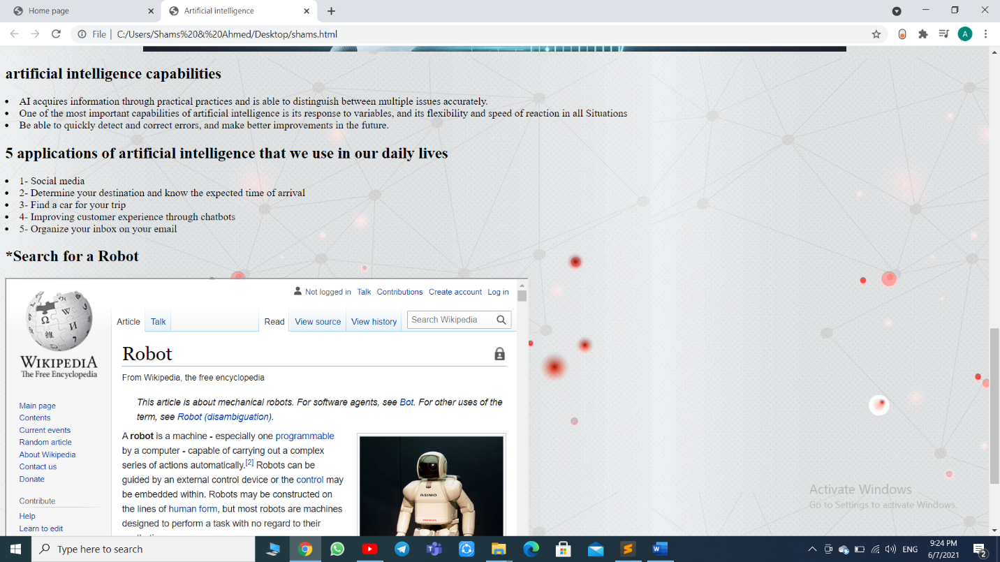 Home page
Artificial intelligence
File | C:/Users/Shams%20&%20Ahmed/Desktop/shams.html
A
artificial intelligence capabilities
• AI acquires information through practical practices and is able to distinguish between multiple issues accurately.
• One of the most important capabilities of artificial intelligence is its response to variables, and its flexibility and speed of reaction in all Situations
• Be able to quickly detect and correct errors, and make better improvements in the future.
5 applications of artificial intelligence that we use in our daily lives
• 1- Social media
• 2- Determine your destination and know the expected time of arrival
• 3- Find a car for your trip
• 4- Improving customer experience through chatbots
• 5- Organize your inbox on your email
*Search for a Robot
Not logged in Talk Contributions Create account Log in
Article Talk Read View source View history Search Wikipedia
WIKIPEDIA
The Free Encyclopedia
Main page
Contents
Current events
Random article
About Wikipedia
Contact us
Donate
Contribute
Help
Learn to edit
Robot
From Wikipedia, the free encyclopedia
This article is about mechanical robots. For software agents, see Bot. For other uses of the
term, see Robot (disambiguation).
A robot is a machine - especially one programmable
by a computer - capable of carrying out a complex
series of actions automatically.[2] Robots can be
guided by an external control device or the control may
be embedded within. Robots may be constructed on
the lines of human form, but most robots are machines
designed to perform a task with no regard to their
ASIMO
HONDA
Activate Windows
Go to Settings to activate Windows.
Type here to search
ENG
9:24 PM
6/7/2021
2